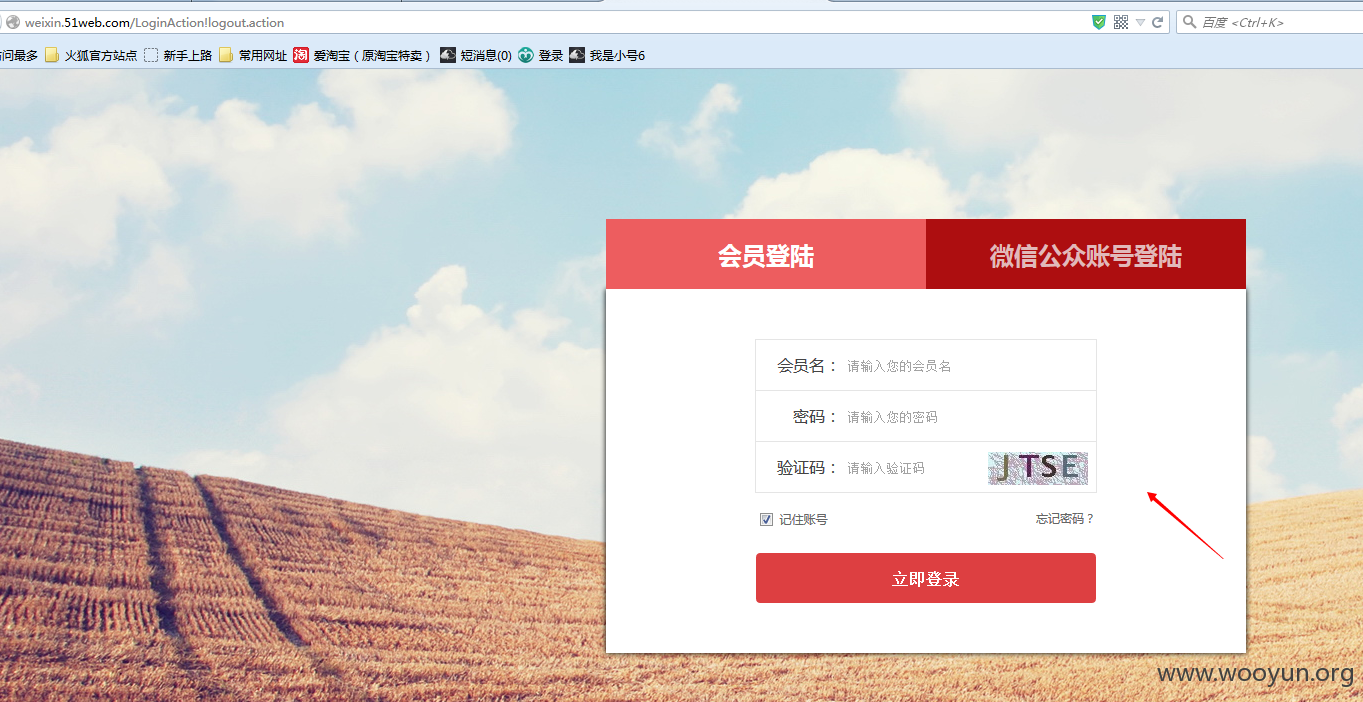 weixin.51web.com/LoginAction!logout.action
百度 <Ctrl+K>
问最多 火狐官方站点 新手上路 常用网址 淘 爱淘宝（原淘宝特卖） 短消息(0) 登录 我是小号6
会员登陆 微信公众账号登陆
会员名： 请输入您的会员名
密码： 请输入您的密码
验证码： 请输入验证码 JTSE
记住账号 忘记密码？
立即登录
www.wooyun.org